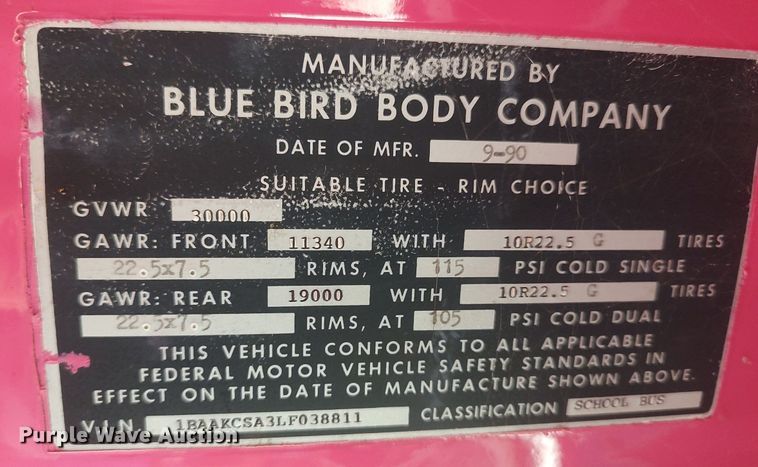 MANUFACTURED BY
BLUE BIRD BODY COMPANY
DATE OF MFR. 9-90
SUITABLE TIRE - RIM CHOICE
GVWR 30000
GAWR: FRONT 11340 WITH 10R22.5 G TIRES
22.5x7.5 RIMS, AT 115 PSI COLD SINGLE
GAWR: REAR 19000 WITH 10R22.5 G TIRES
22.5x7.5 RIMS, AT 105 PSI COLD DUAL
THIS VEHICLE CONFORMS TO ALL APPLICABLE
FEDERAL MOTOR VEHICLE SAFETY STANDARDS IN
EFFECT ON THE DATE OF MANUFACTURE SHOWN ABOVE.
V.I.N. 1BAAKCSA3LF038811 CLASSIFICATION SCHOOL BUS
Purple Wave Auction